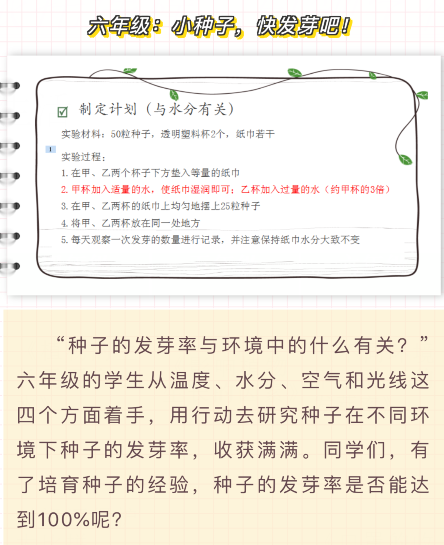 六年级：小种子，快发芽吧！
制定计划（与水分有关）
实验材料：50粒种子，透明塑料杯2个，纸巾若干
1
实验过程：
1.在甲、乙两个杯子下方垫入等量的纸巾
2.甲杯加入适量的水，使纸巾湿润即可；乙杯加入过量的水（约甲杯的3倍）
3.在甲、乙两杯的纸巾上均匀地摆上25粒种子
4.将甲、乙两杯放在同一处地方
5.每天观察一次发芽的数量进行记录，并注意保持纸巾水分大致不变
“种子的发芽率与环境中的什么有关？”
六年级的学生从温度、水分、空气和光线这
四个方面着手，用行动去研究种子在不同环
境下种子的发芽率，收获满满。同学们，有
了培育种子的经验，种子的发芽率是否能达
到100%呢?